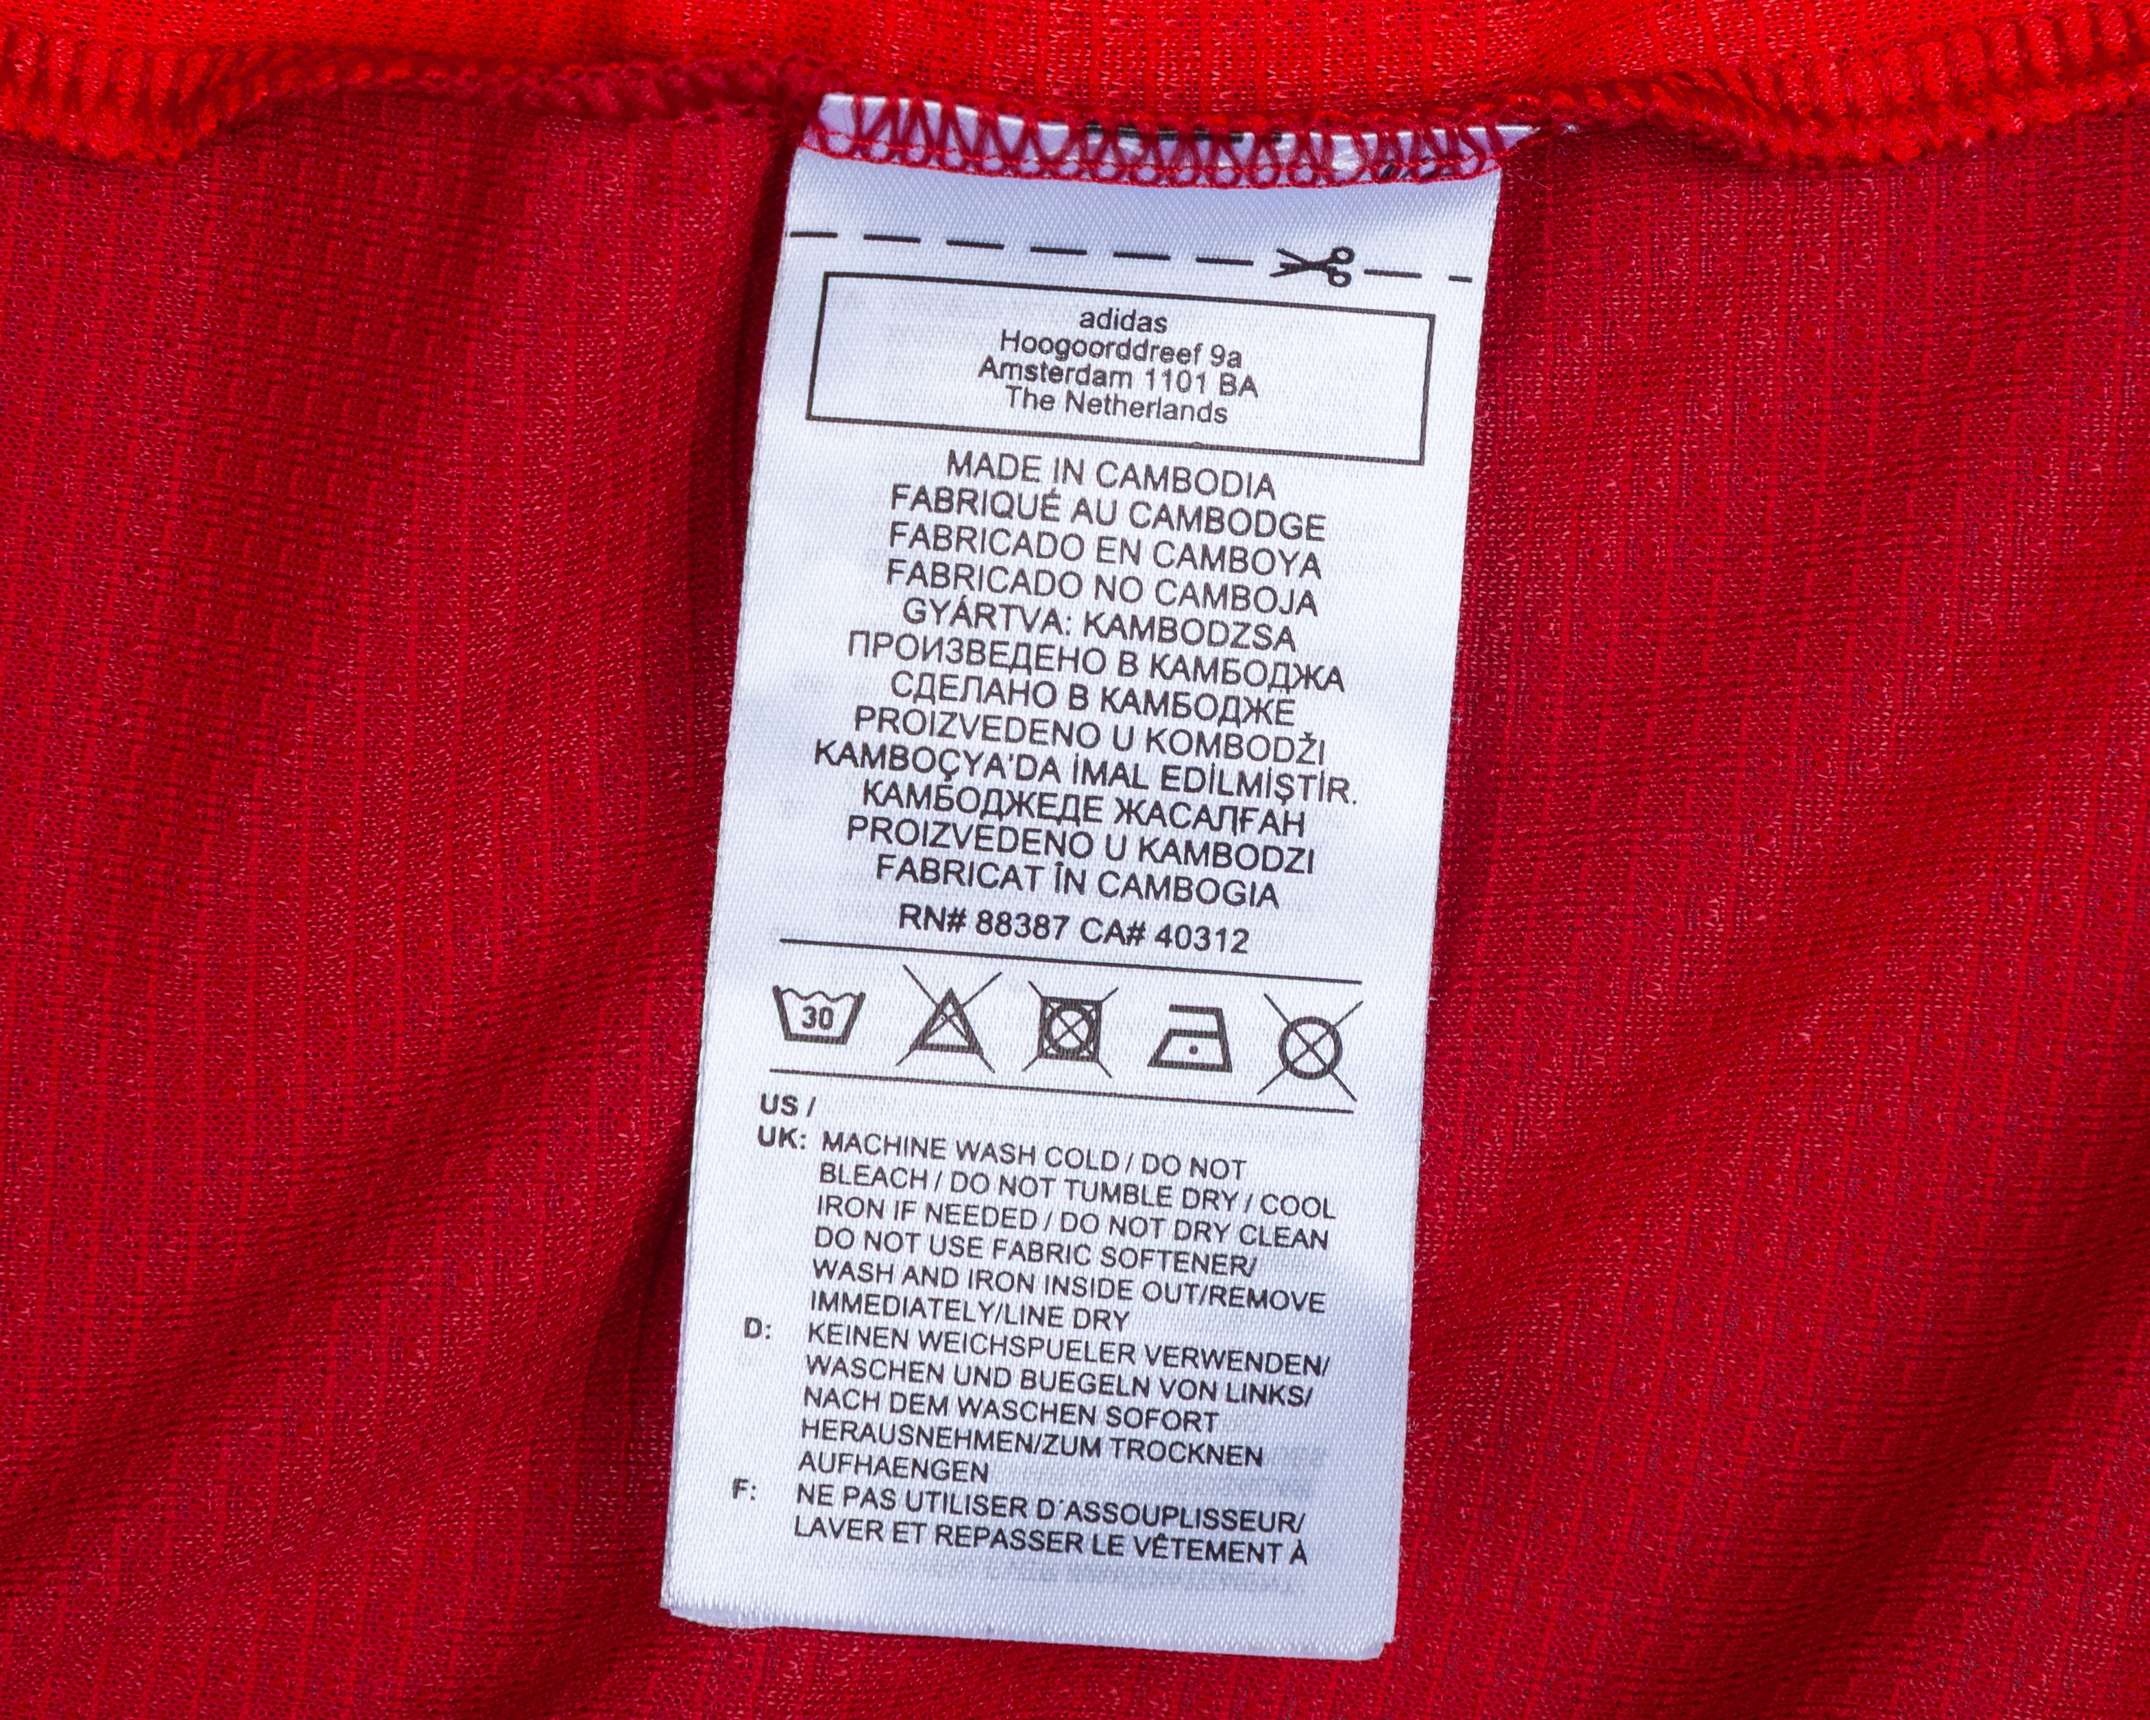 adidas
Hoogoorddreef 9a
Amsterdam 1101 BA
The Netherlands
MADE IN CAMBODIA
FABRIQUÉ AU CAMBODGE
FABRICADO EN CAMBOYA
FABRICADO NO CAMBOJA
GYÁRTVA: KAMBODZSA
ПРОИЗВЕДЕНО В КАМБОДЖА
СДЕЛАНО В КАМБОДЖЕ
PROIZVEDENO U KOMBODŽI
KAMBOÇYA'DA İMAL EDİLMİŞTİR.
КАМБОДЖЕДЕ ЖАСАЛҒАН
PROIZVEDENO U KAMBODZI
FABRICAT ÎN CAMBOGIA
RN# 88387 CA# 40312
30
US /
UK: MACHINE WASH COLD / DO NOT
BLEACH / DO NOT TUMBLE DRY / COOL
IRON IF NEEDED / DO NOT DRY CLEAN
DO NOT USE FABRIC SOFTENER/
WASH AND IRON INSIDE OUT/REMOVE
IMMEDIATELY/LINE DRY
D: KEINEN WEICHSPUELER VERWENDEN/
WASCHEN UND BUEGELN VON LINKS/
NACH DEM WASCHEN SOFORT
HERAUSNEHMEN/ZUM TROCKNEN
AUFHAENGEN
F: NE PAS UTILISER D´ASSOUPLISSEUR/
LAVER ET REPASSER LE VÊTEMENT À